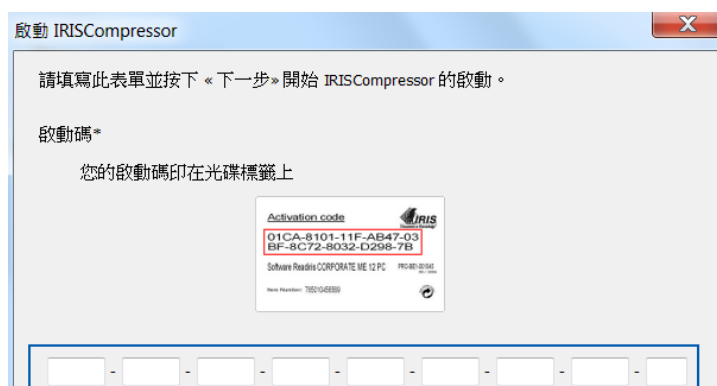 啟動 IRISCompressor
請填寫此表單並按下 «下一步» 開始 IRISCompressor 的啟動。
啟動碼*
您的啟動碼印在光碟標籤上
Activation code
IRIS
01CA-8101-11F-AB47-03
BF-8C72-8032-D298-7B
Software Readiris CORPORATE ME 12 PC
Item Number: 765010456899
- - - - - - - -